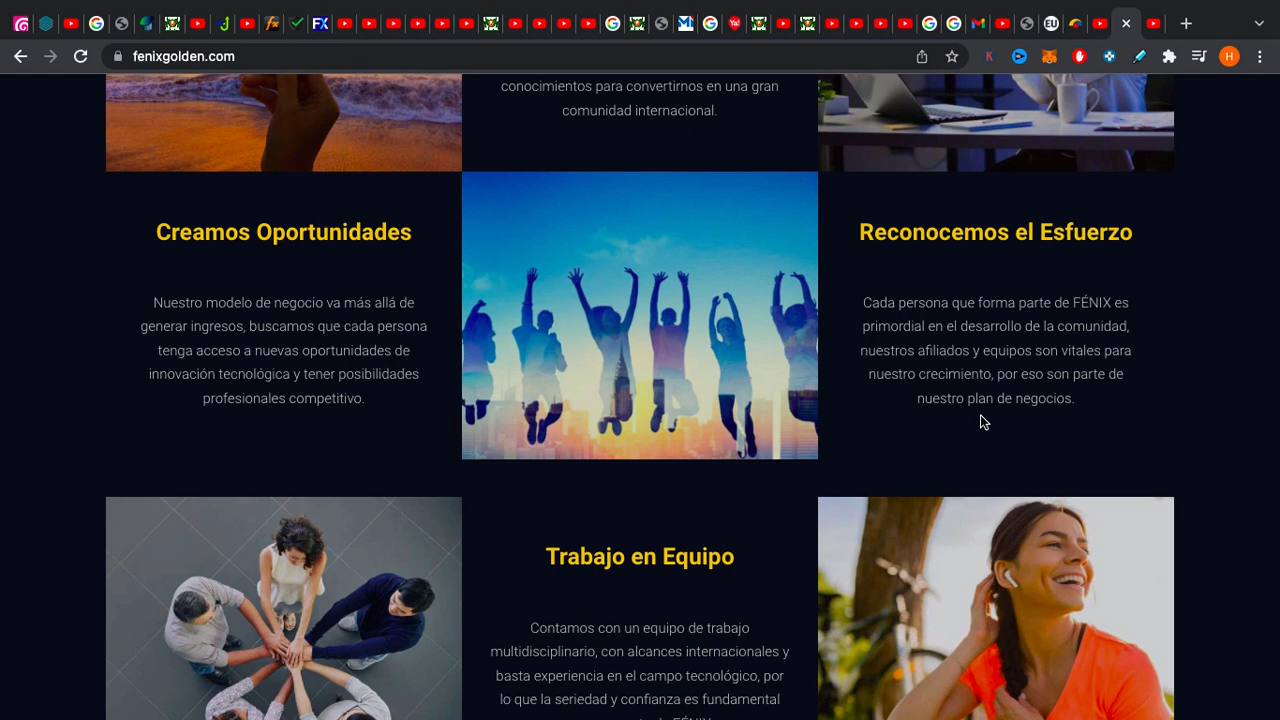 fenixgolden.com
H
conocimientos para convertirnos en una gran
comunidad internacional.
Creamos Oportunidades
Nuestro modelo de negocio va más allá de
generar ingresos, buscamos que cada persona
tenga acceso a nuevas oportunidades de
innovación tecnológica y tener posibilidades
profesionales competitivo.
Reconocemos el Esfuerzo
Cada persona que forma parte de FÉNIX es
primordial en el desarrollo de la comunidad,
nuestros afiliados y equipos son vitales para
nuestro crecimiento, por eso son parte de
nuestro plan de negocios.
Trabajo en Equipo
Contamos con un equipo de trabajo
multidisciplinario, con alcances internacionales y
basta experiencia en el campo tecnológico, por
lo que la seriedad y confianza es fundamental